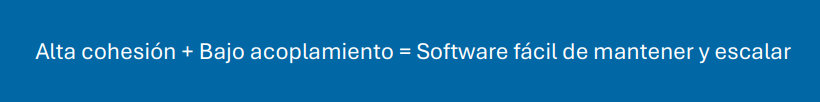 Alta cohesión + Bajo acoplamiento = Software fácil de mantener y escalar